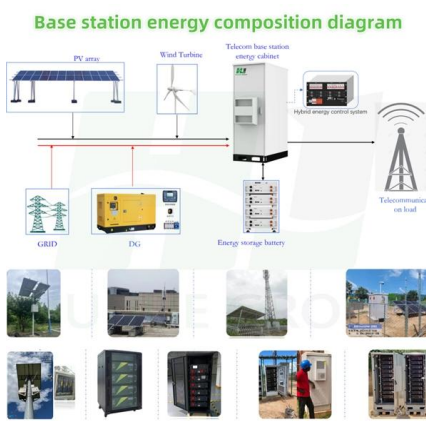 Base station energy composition diagram
PV array
Wind Turbine
Telecom base station
energy cabinet
Hybrid energy control system
Telecommunicati
on load
GRID
DG
Energy storage battery